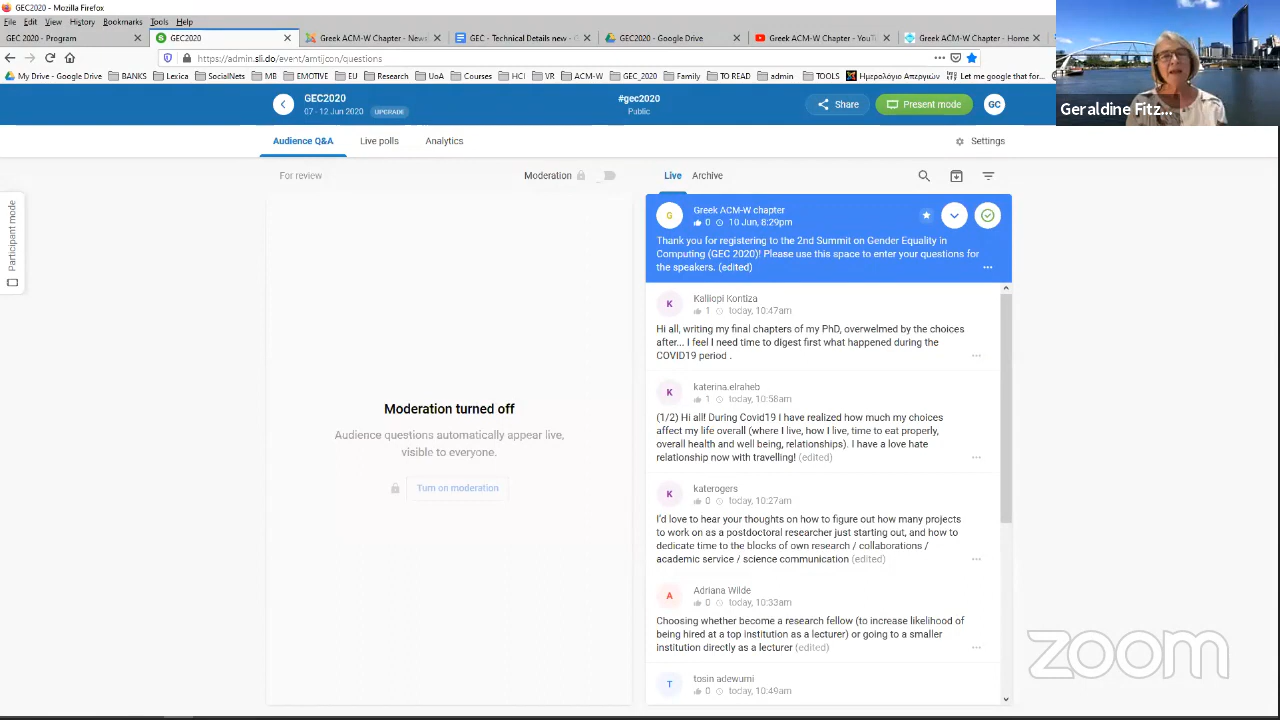 GEC2020 - Mozilla Firefox
File Edit View History Bookmarks Tools Help
GEC 2020 - Program
GEC2020
Greek ACM-W Chapter - News
GEC - Technical Details new - G
GEC2020 - Google Drive
Greek ACM-W Chapter - YouT
Greek ACM-W Chapter - Home
https://admin.sli.do/event/amtijcon/questions
My Drive - Google Drive BANKS Lexica SocialNets MB EMOTIVE EU Research UoA Courses HCI VR ACM-W GEC_2020 Family TO READ admin TOOLS Ημερολόγιο Απεργιών Let me google that for...
GEC2020
07 - 12 Jun 2020 UPGRADE
#gec2020
Public
Share
Present mode
GC
Geraldine Fitz...
Audience Q&A Live polls Analytics
Settings
For review
Moderation
Live Archive
Participant mode
Moderation turned off
Audience questions automatically appear live,
visible to everyone.
Turn on moderation
G
Greek ACM-W chapter
0 10 Jun, 8:29pm
Thank you for registering to the 2nd Summit on Gender Equality in
Computing (GEC 2020)! Please use this space to enter your questions for
the speakers. (edited)
K
Kalliopi Kontiza
1 today, 10:47am
Hi all, writing my final chapters of my PhD, overwelmed by the choices
after... I feel I need time to digest first what happened during the
COVID19 period .
K
katerina.elraheb
1 today, 10:58am
(1/2) Hi all! During Covid19 I have realized how much my choices
affect my life overall (where I live, how I live, time to eat properly,
overall health and well being, relationships). I have a love hate
relationship now with travelling! (edited)
K
katerogers
0 today, 10:27am
I'd love to hear your thoughts on how to figure out how many projects
to work on as a postdoctoral researcher just starting out, and how to
dedicate time to the blocks of own research / collaborations /
academic service / science communication (edited)
A
Adriana Wilde
0 today, 10:33am
Choosing whether become a research fellow (to increase likelihood of
being hired at a top institution as a lecturer) or going to a smaller
institution directly as a lecturer (edited)
T
tosin adewumi
0 today, 10:49am
zoom